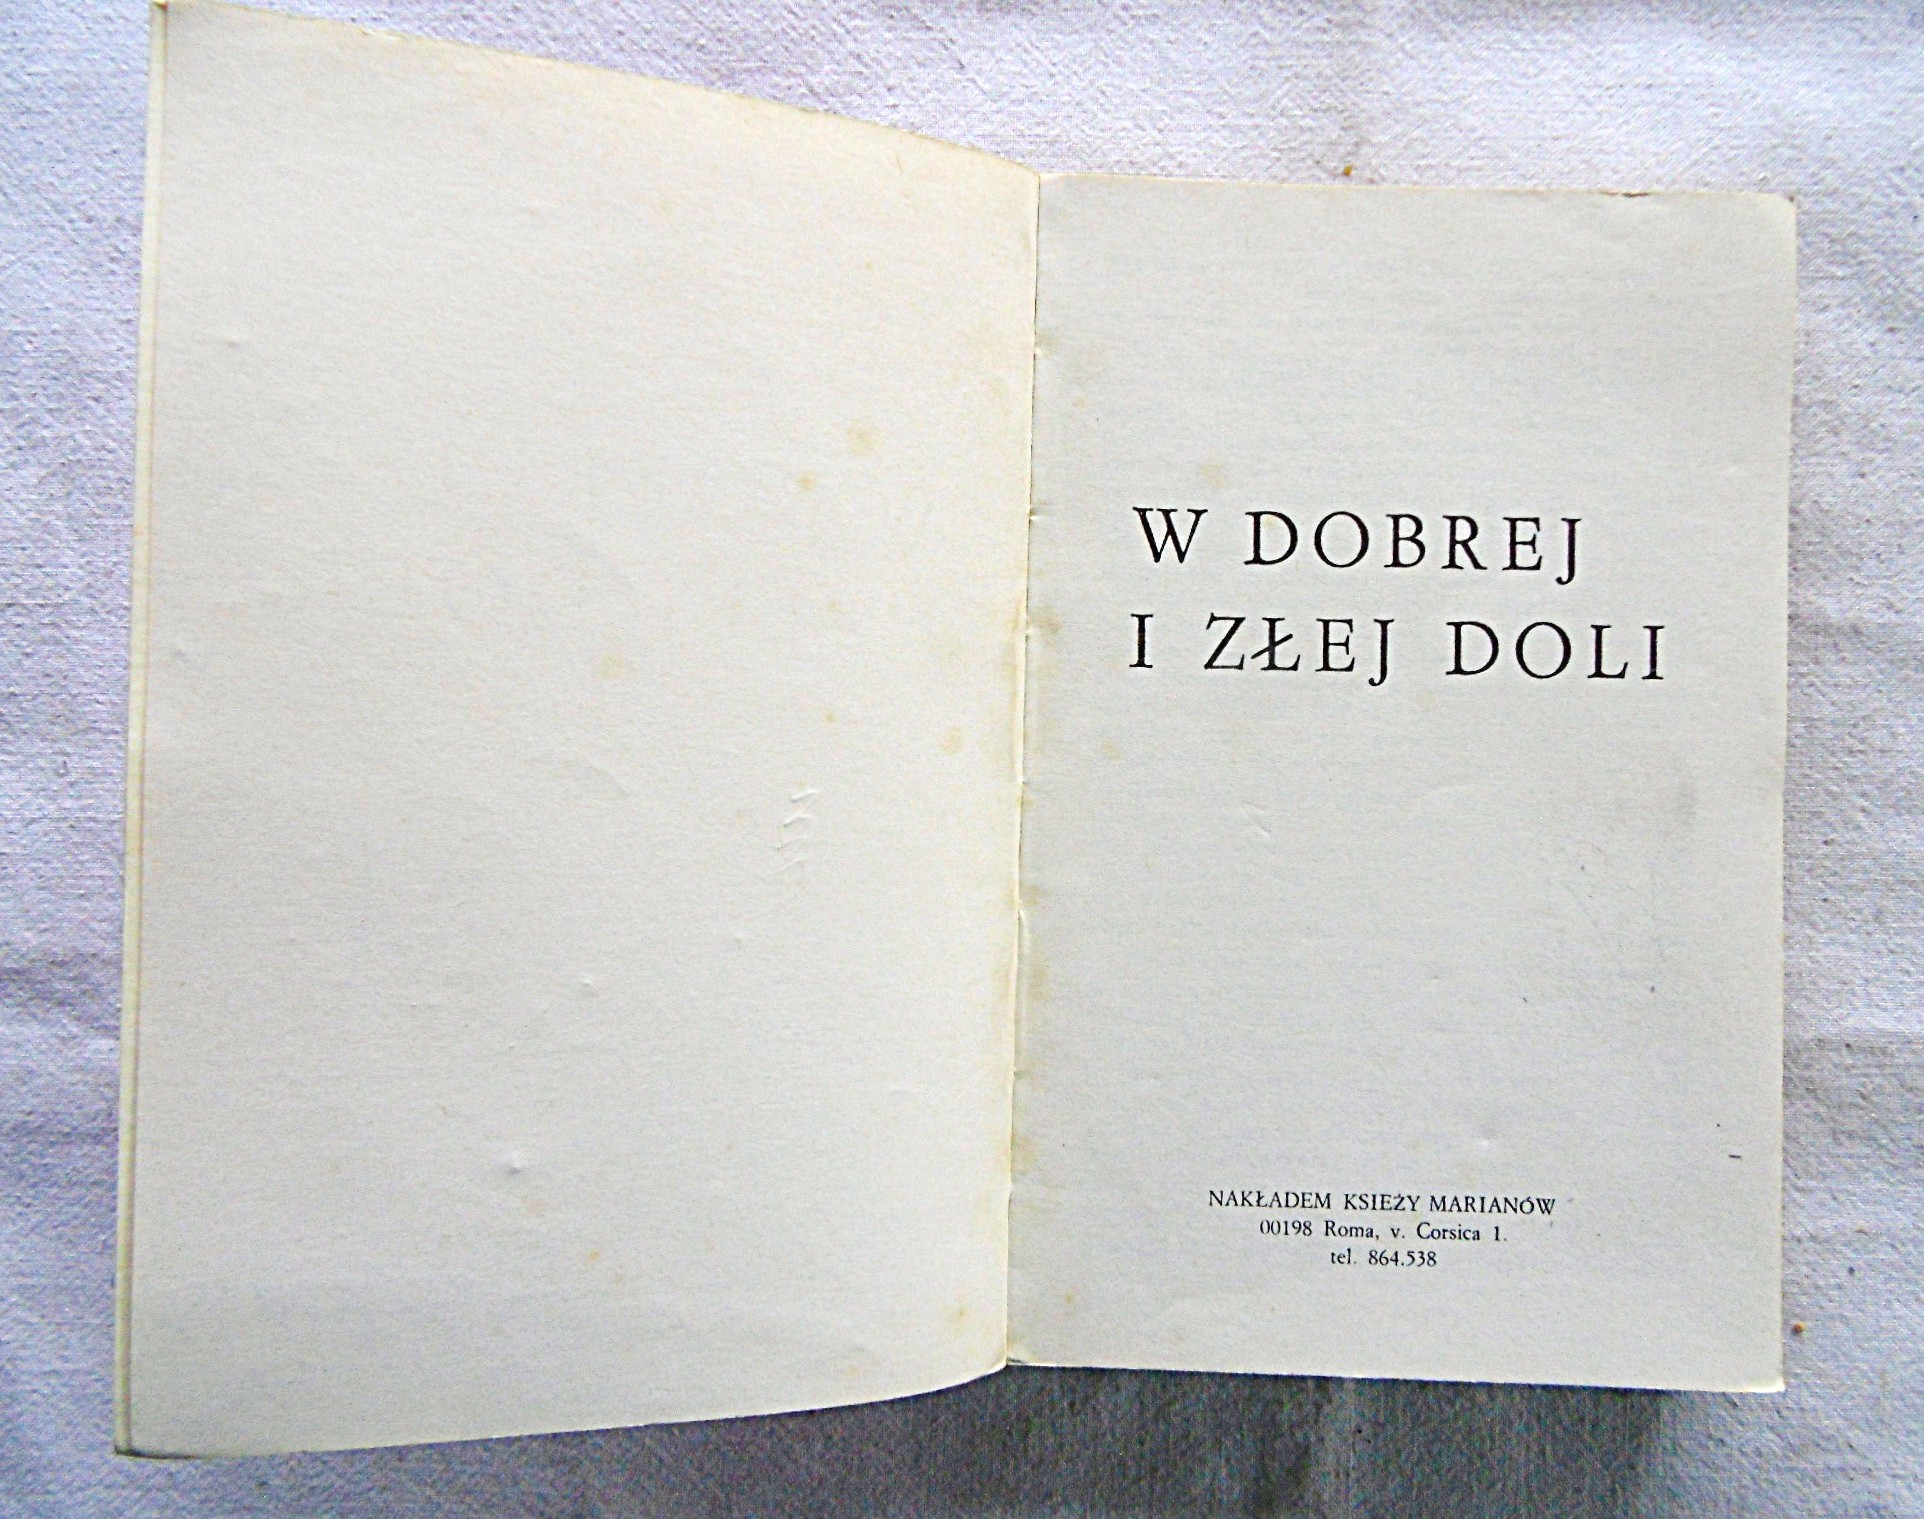 W DOBREJ
I ZŁEJ DOLI
NAKŁADEM KSIEŻY MARIANÓW
00198 Roma, v. Corsica 1.
tel. 864.538